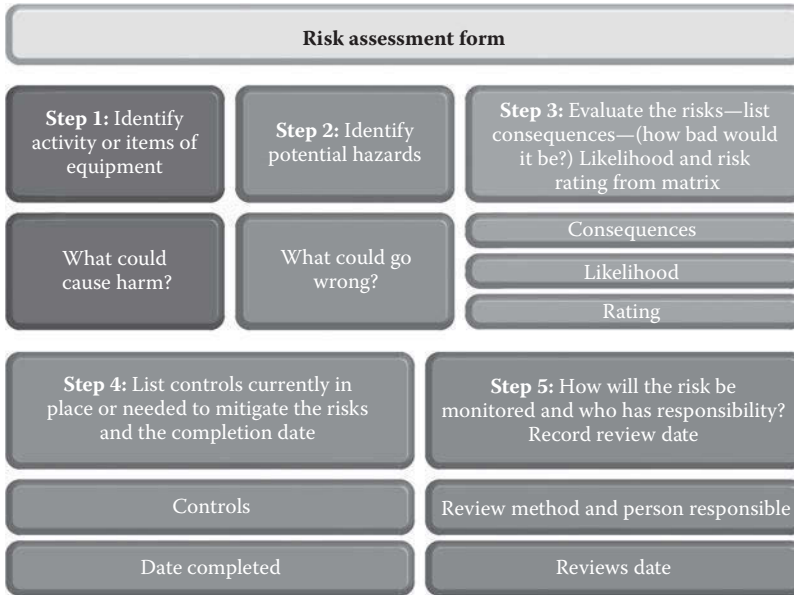 Risk assessment form
Step 1: Identify
activity or items of
equipment
Step 2: Identify
potential hazards
Step 3: Evaluate the risks—list
consequences—(how bad would
it be?) Likelihood and risk
rating from matrix
What could
cause harm?
What could go
wrong?
Consequences
Likelihood
Rating
Step 4: List controls currently in
place or needed to mitigate the risks
and the completion date
Step 5: How will the risk be
monitored and who has responsibility?
Record review date
Controls
Review method and person responsible
Date completed
Reviews date